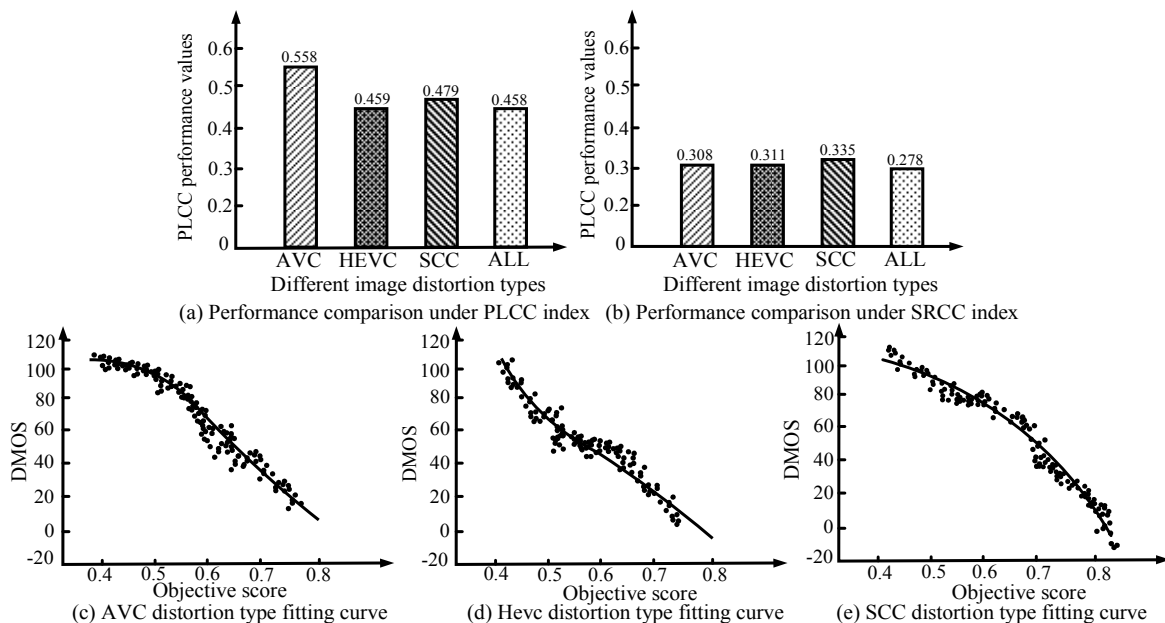 PLCC performance values
0.6
0.5
0.4
0.3
0.2
0
0.558
0.459
0.479
0.458
AVC HEVC SCC ALL
Different image distortion types
(a) Performance comparison under PLCC index
PLCC performance values
0.6
0.5
0.4
0.3
0.2
0
0.308
0.311
0.335
0.278
AVC HEVC SCC ALL
Different image distortion types
(b) Performance comparison under SRCC index
DMOS
120
100
80
60
40
20
0
-20
0.4 0.5 0.6 0.7 0.8
Objective score
(c) AVC distortion type fitting curve
DMOS
120
100
80
60
40
20
0
-20
0.4 0.5 0.6 0.7 0.8
Objective score
(d) Hevc distortion type fitting curve
DMOS
120
100
80
60
40
20
0
-20
0.4 0.5 0.6 0.7 0.8
Objective score
(e) SCC distortion type fitting curve